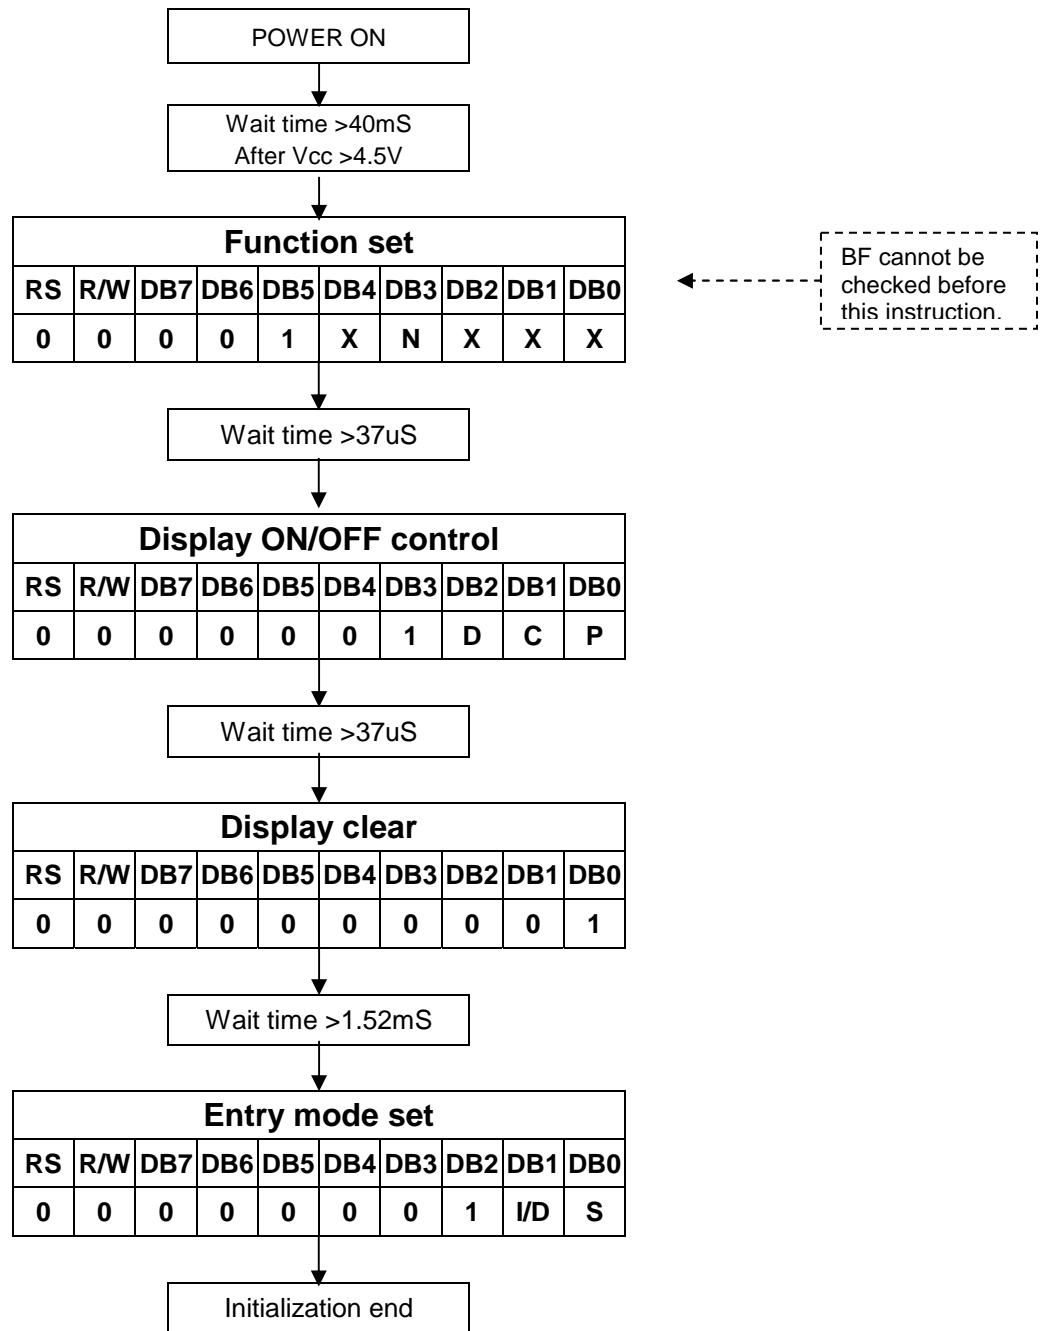 POWER ON
Wait time >40mS
After Vcc >4.5V
Function set
RS R/W DB7 DB6 DB5 DB4 DB3 DB2 DB1 DB0
0 0 0 0 1 X N X X X
BF cannot be
checked before
this instruction.
Wait time >37uS
Display ON/OFF control
RS R/W DB7 DB6 DB5 DB4 DB3 DB2 DB1 DB0
0 0 0 0 0 0 1 D C P
Wait time >37uS
Display clear
RS R/W DB7 DB6 DB5 DB4 DB3 DB2 DB1 DB0
0 0 0 0 0 0 0 0 0 1
Wait time >1.52mS
Entry mode set
RS R/W DB7 DB6 DB5 DB4 DB3 DB2 DB1 DB0
0 0 0 0 0 0 0 1 I/D S
Initialization end